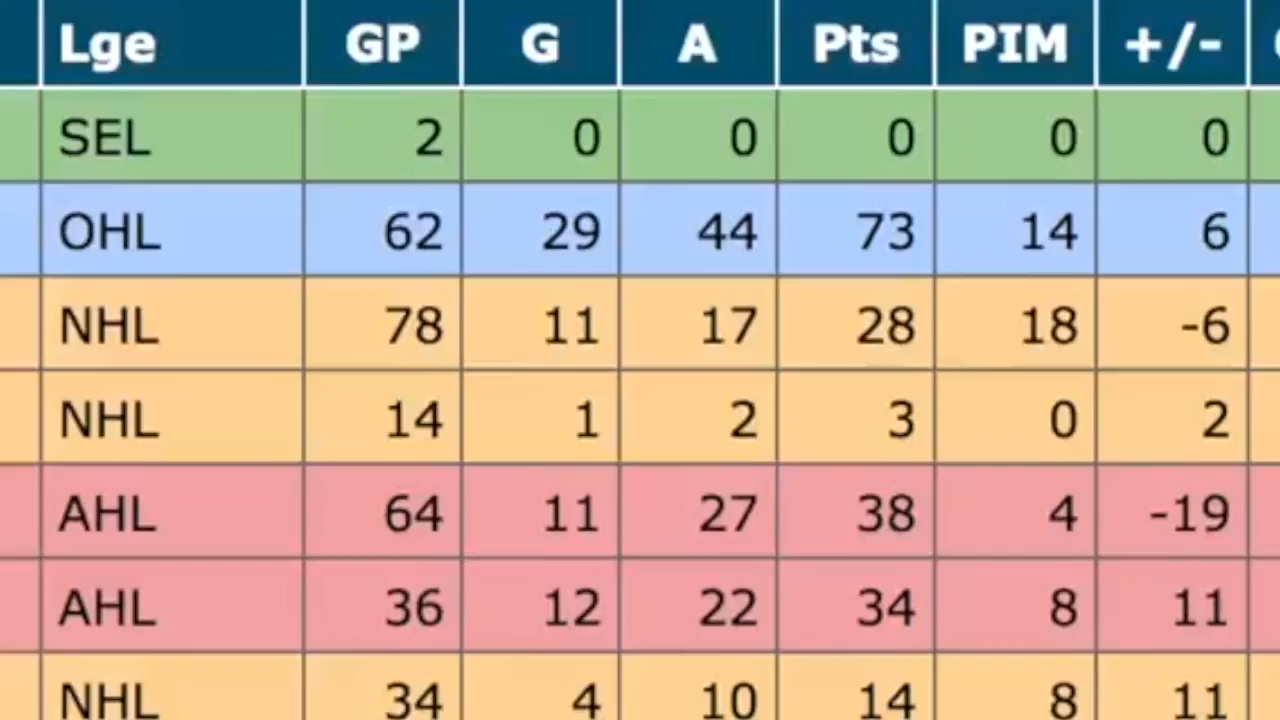 Lge GP G A Pts PIM +/-
SEL 2 0 0 0 0 0
OHL 62 29 44 73 14 6
NHL 78 11 17 28 18 -6
NHL 14 1 2 3 0 2
AHL 64 11 27 38 4 -19
AHL 36 12 22 34 8 11
NHL 34 4 10 14 8 11